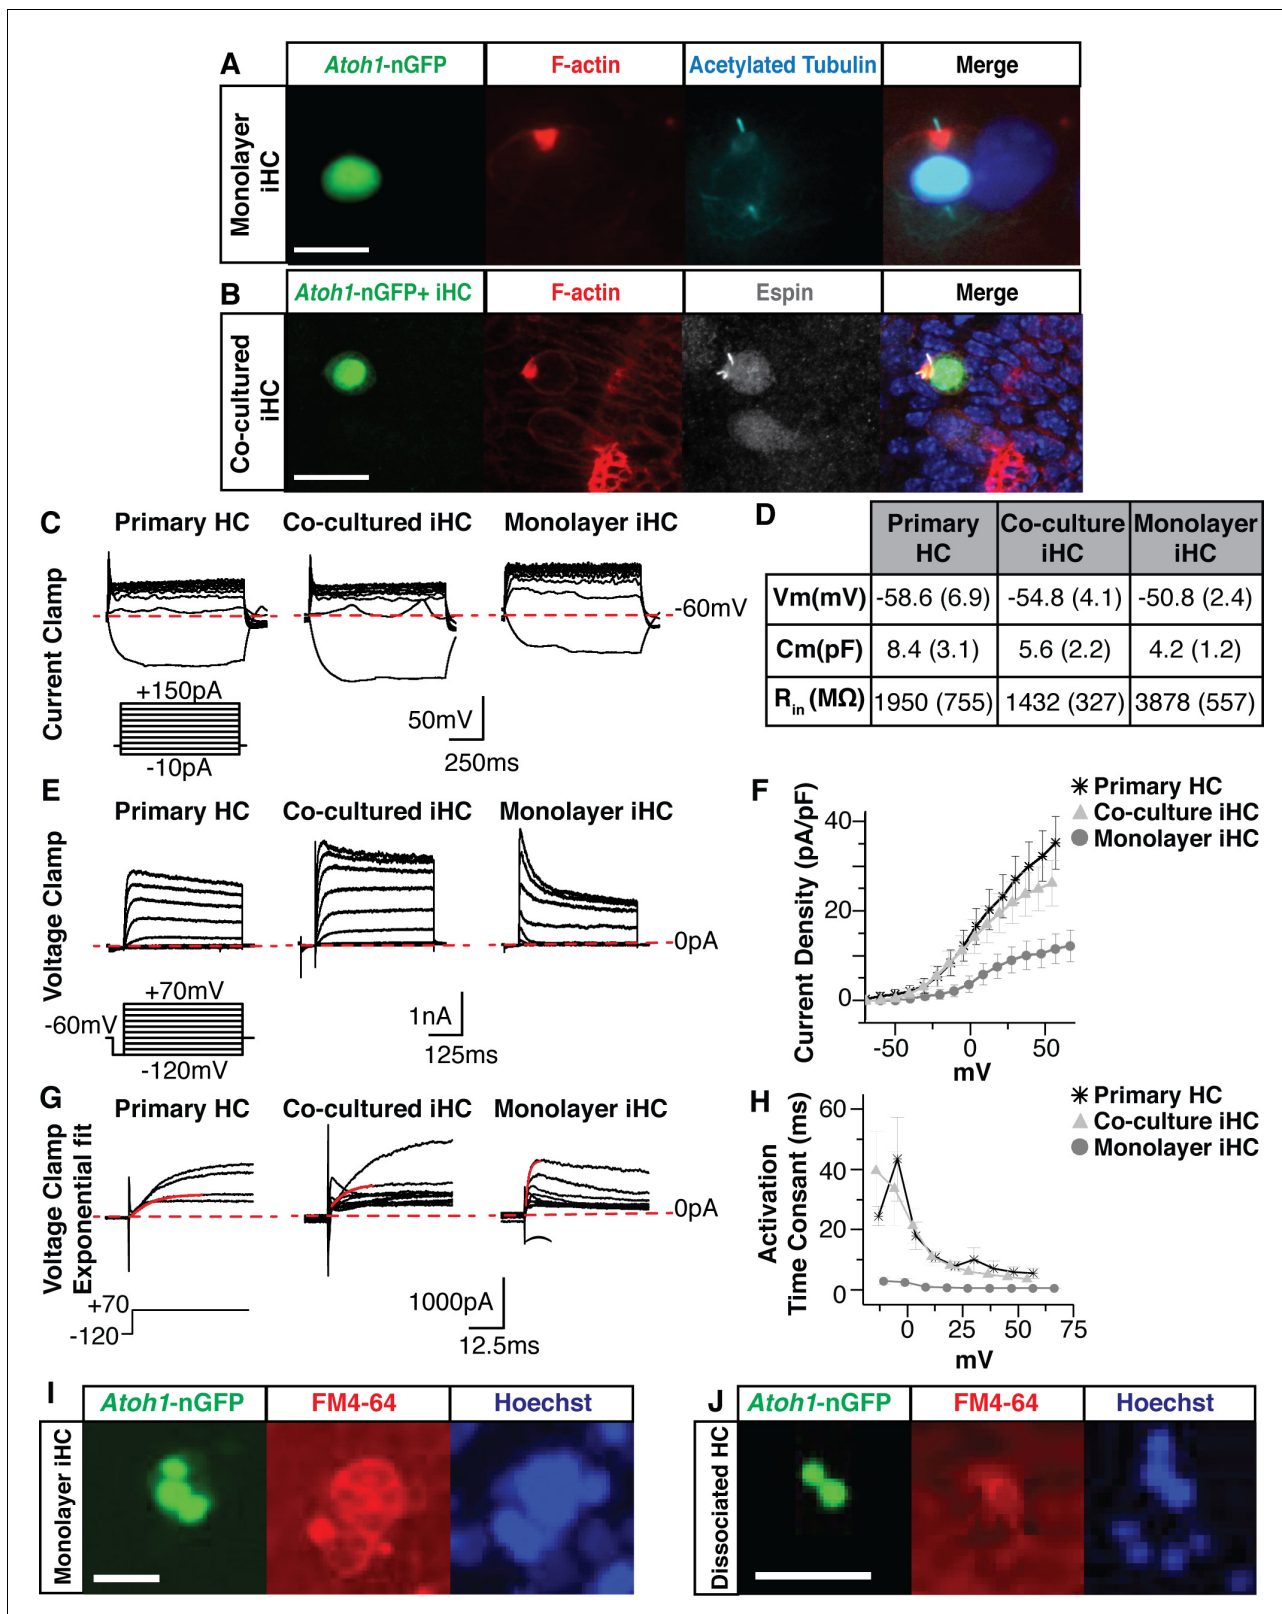 A
Atoh1-nGFP
F-actin
Acetylated Tubulin
Merge
Monolayer
iHC
B
Atoh1-nGFP+ iHC
F-actin
Espin
Merge
Co-cultured
iHC
C
Primary HC
Co-cultured iHC
Monolayer iHC
Current Clamp
-60mV
+150pA
-10pA
50mV
250ms
D
Primary HC
Co-culture iHC
Monolayer iHC
Vm(mV) -58.6 (6.9) -54.8 (4.1) -50.8 (2.4)
Cm(pF) 8.4 (3.1) 5.6 (2.2) 4.2 (1.2)
Rin (MΩ) 1950 (755) 1432 (327) 3878 (557)
E
Primary HC
Co-cultured iHC
Monolayer iHC
Voltage Clamp
0pA
+70mV
-60mV
-120mV
1nA
125ms
F
Primary HC
Co-culture iHC
Monolayer iHC
Current Density (pA/pF)
40
20
0
-50
0
50
mV
G
Primary HC
Co-cultured iHC
Monolayer iHC
Voltage Clamp
Exponential fit
0pA
+70
-120
1000pA
12.5ms
H
Primary HC
Co-culture iHC
Monolayer iHC
Activation
Time Consant (ms)
60
40
20
0
0
25
50
75
mV
I
Atoh1-nGFP
FM4-64
Hoechst
Monolayer iHC
J
Atoh1-nGFP
FM4-64
Hoechst
Dissociated HC